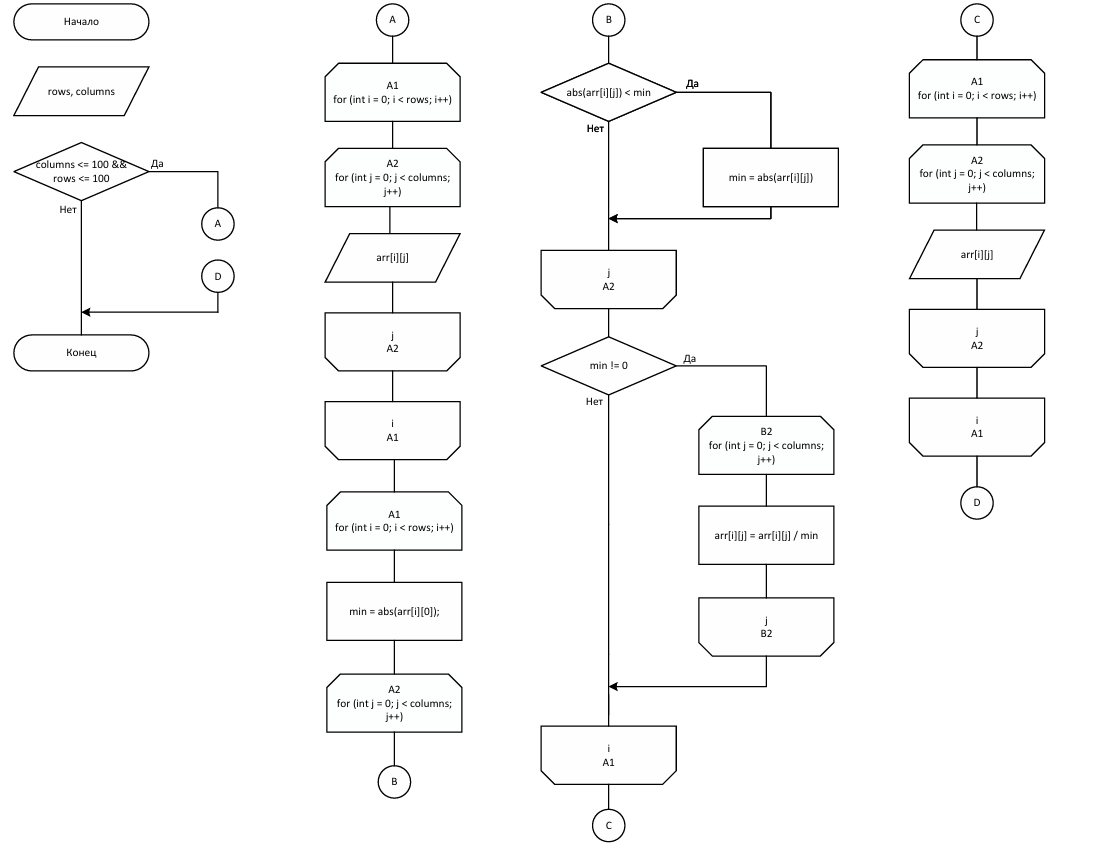 Начало
rows, columns
columns <= 100 &&
rows <= 100
Да
Нет
A
D
Конец
A
A1
for (int i = 0; i < rows; i++)
A2
for (int j = 0; j < columns;
j++)
arr[i][j]
j
A2
i
A1
A1
for (int i = 0; i < rows; i++)
min = abs(arr[i][0]);
A2
for (int j = 0; j < columns;
j++)
B
B
abs(arr[i][j]) < min
Да
Нет
min = abs(arr[i][j])
j
A2
min != 0
Да
Нет
B2
for (int j = 0; j < columns;
j++)
arr[i][j] = arr[i][j] / min
j
B2
i
A1
C
C
A1
for (int i = 0; i < rows; i++)
A2
for (int j = 0; j < columns;
j++)
arr[i][j]
j
A2
i
A1
D